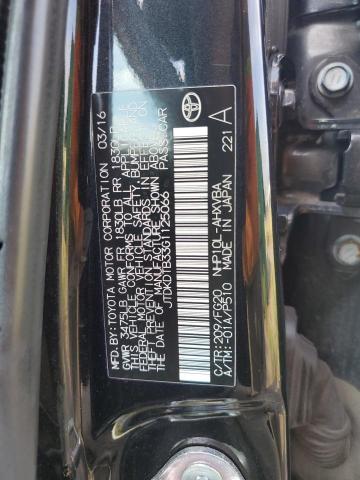 MFD. BY: TOYOTA MOTOR CORPORATION 03/16
GVWR 3475LB GAWR FR 1830LB RR 1830LB
THIS VEHICLE CONFORMS TO ALL APPLICABLE
FEDERAL MOTOR VEHICLE SAFETY, BUMPER, AND
THEFT PREVENTION STANDARDS IN EFFECT ON
THE DATE OF MANUFACTURE SHOWN ABOVE.
JTDKDTB33G1125065 PASS. CAR
C/TR: 209/FG20 NHP10L-AHXVBA
A/TM: -01A/P510 MADE IN JAPAN 221 A